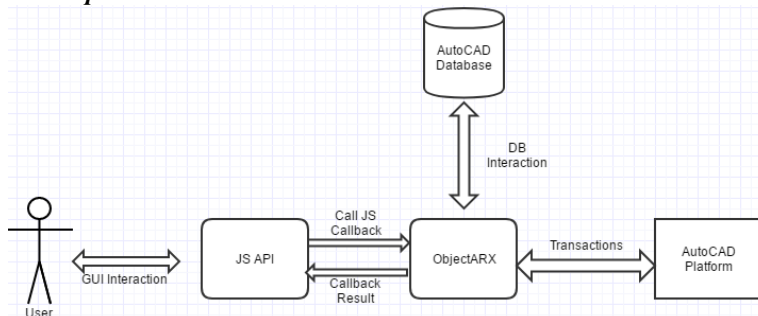 AutoCAD
Database
DB
Interaction
Call JS
Callback
JS API
ObjectARX
Transactions
AutoCAD
Platform
GUI Interaction
Callback
Result
User